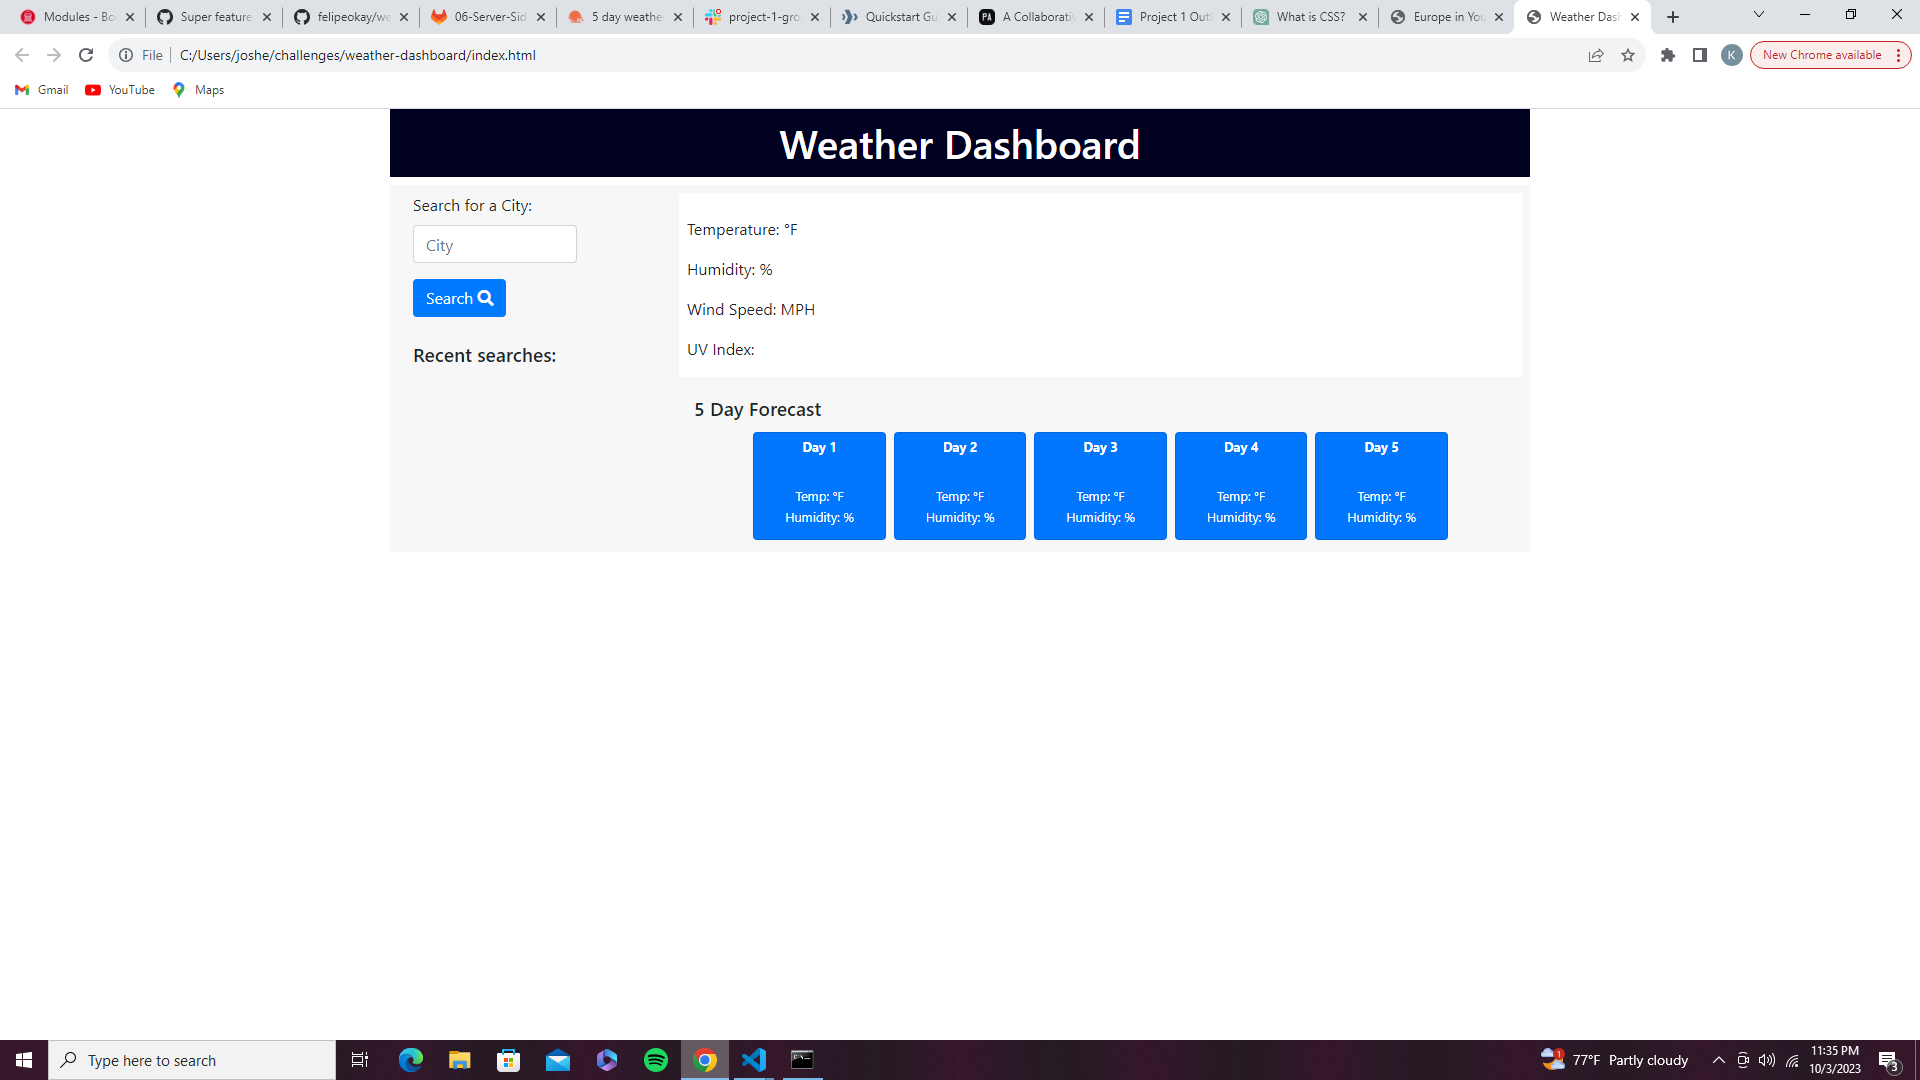 Modules - Bo
Super feature
felipeokay/we
06-Server-Sid
5 day weathe
project-1-gro
Quickstart Gu
A Collaborativ
Project 1 Outl
What is CSS?
Europe in You
Weather Dash
File
C:/Users/joshe/challenges/weather-dashboard/index.html
K
New Chrome available
Gmail
YouTube
Maps
Weather Dashboard
Search for a City:
City
Search
Recent searches:
Temperature: °F
Humidity: %
Wind Speed: MPH
UV Index:
5 Day Forecast
Day 1
Temp: °F
Humidity: %
Day 2
Temp: °F
Humidity: %
Day 3
Temp: °F
Humidity: %
Day 4
Temp: °F
Humidity: %
Day 5
Temp: °F
Humidity: %
Type here to search
1
77°F Partly cloudy
11:35 PM
10/3/2023
3